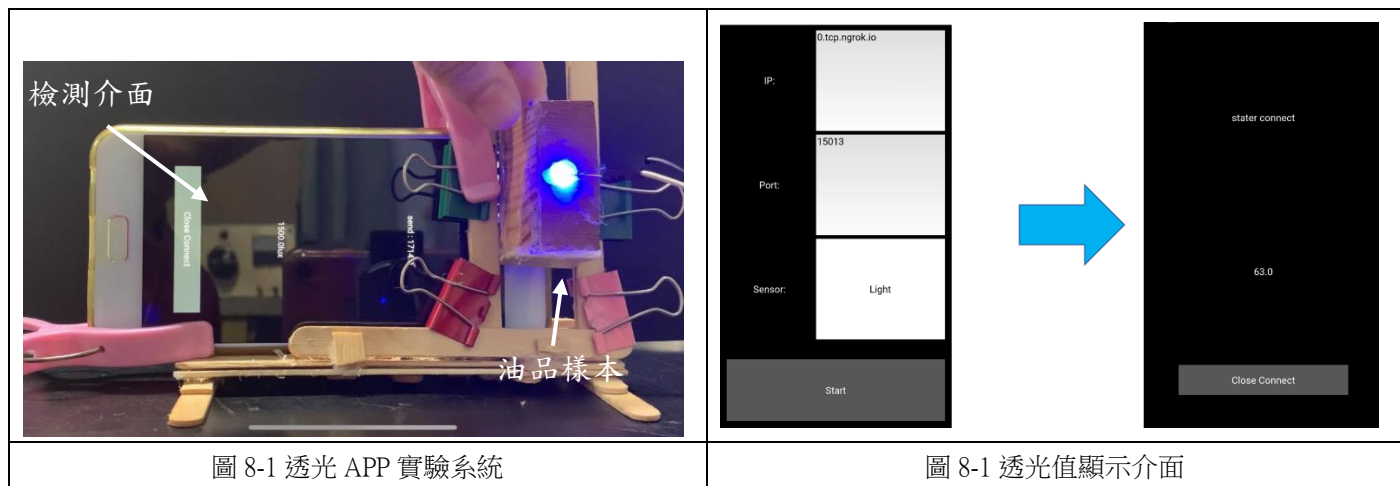 檢測介面
Close Connect
1500.0lux
send : 1714
油品樣本
0.tcp.ngrok.io
IP:
15013
Port:
Sensor:
Light
Start
stater connect
63.0
Close Connect
圖 8-1 透光 APP 實驗系統
圖 8-1 透光值顯示介面